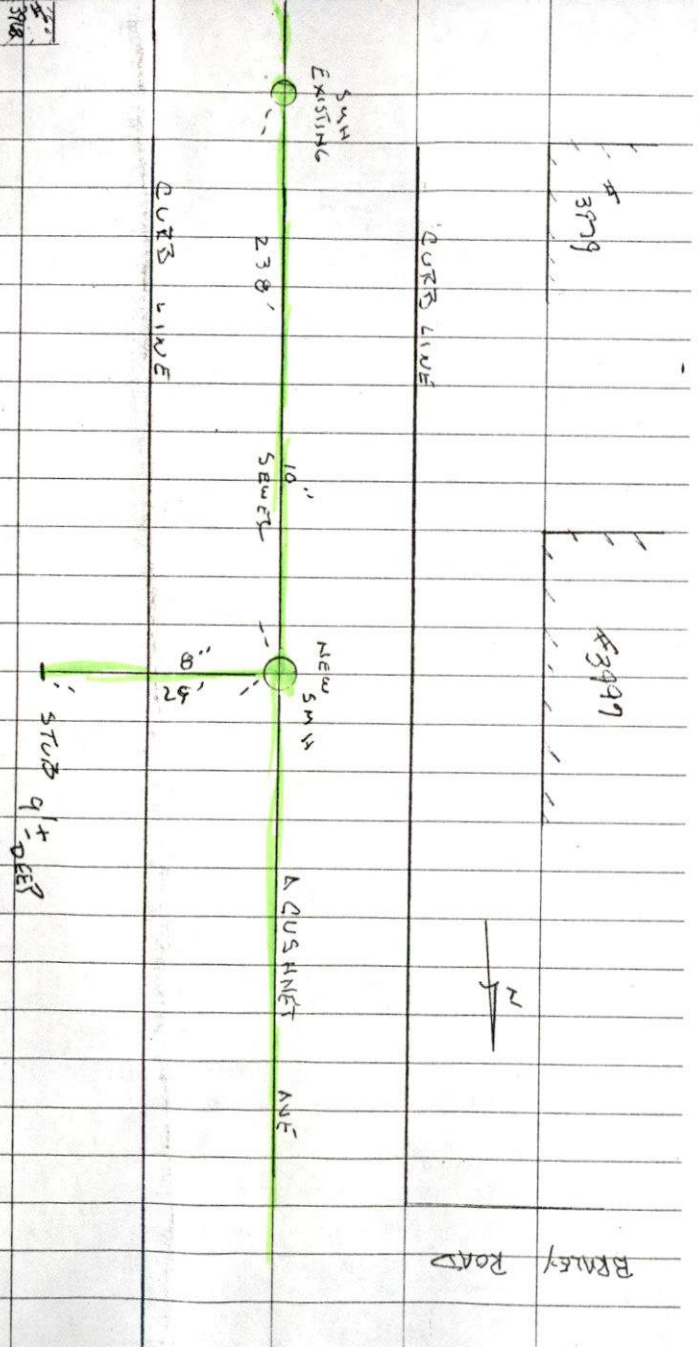 # 3979
# 3999
N
BRALEY ROAD
CURB LINE
EXISTING
SMH
238'
10"
SEWER
NEW
SMH
ACUSHNET AVE
CURB LINE
8"
STUB 9'± DEEP